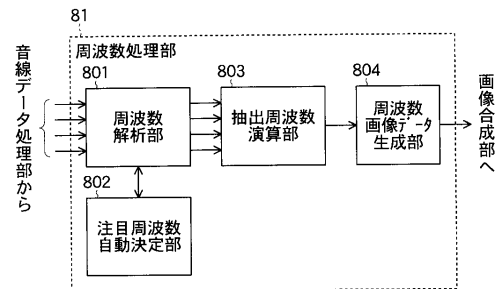 81
周波数処理部
音線データ処理部から
801
周波数
解析部
803
抽出周波数
演算部
804
周波数
画像データ
生成部
画像合成部へ
802
注目周波数
自動決定部